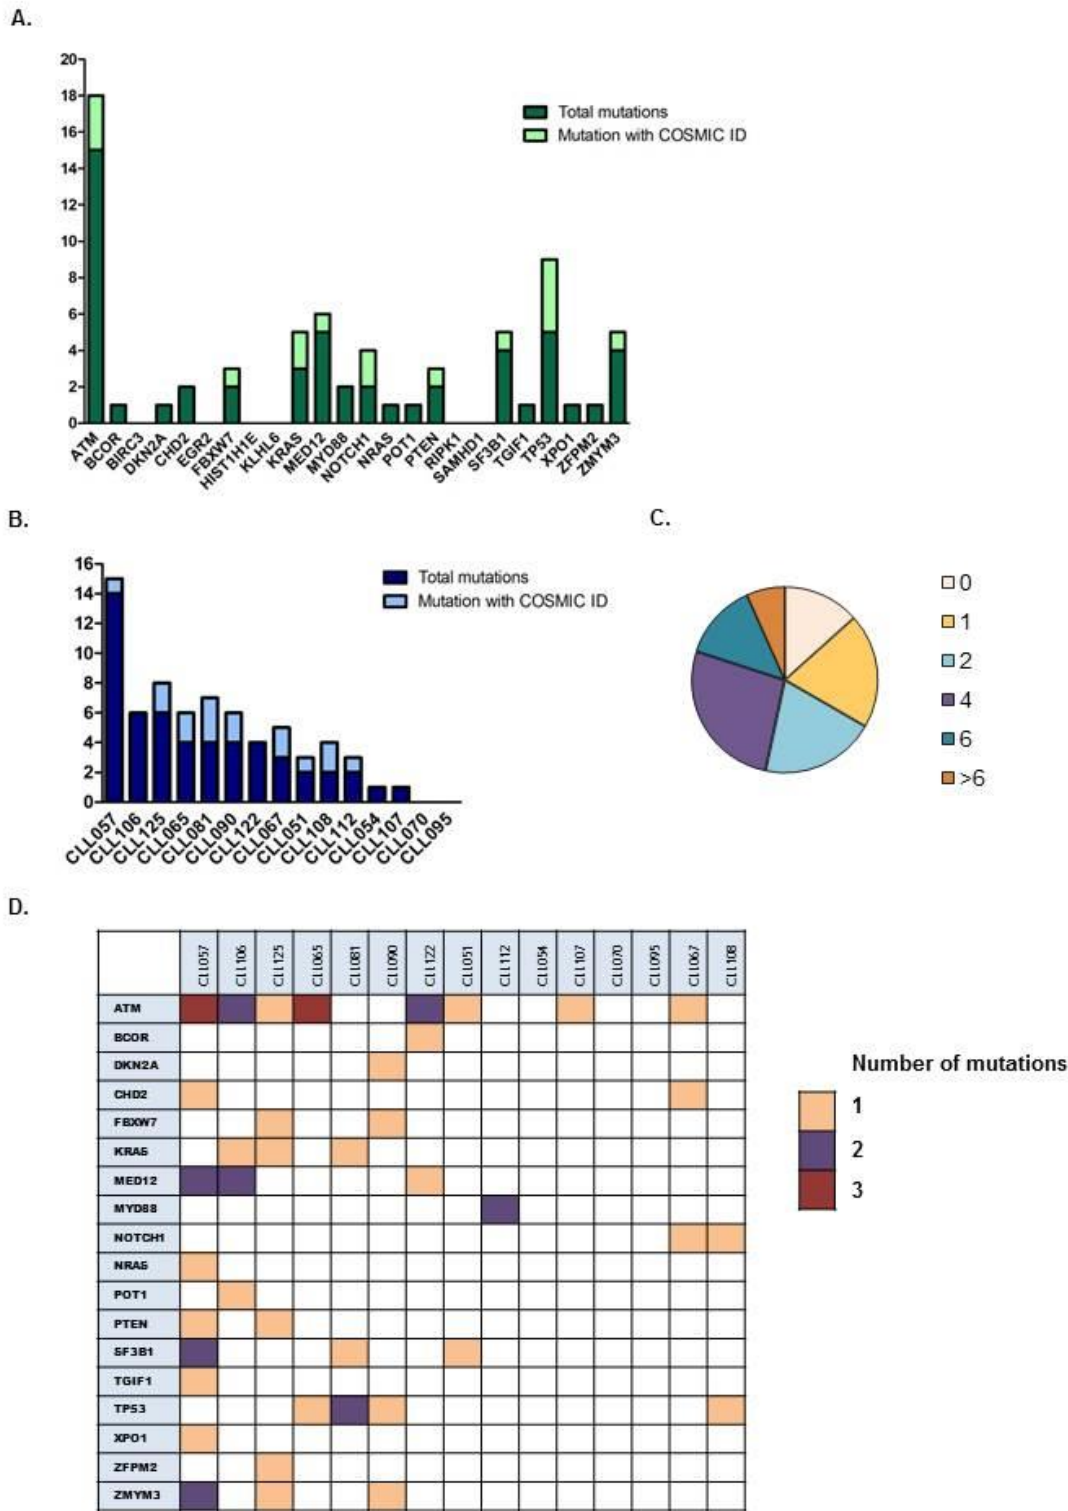 A.
20
18
16
14
12
10
8
6
4
2
0
Total mutations
Mutation with COSMIC ID
ATM
BCOR
BIRC3
DKN2A
CHD2
EGR2
FBXW7
HIST1H1E
KLHL6
KRAS
MED12
MYD88
NOTCH1
NRAS
POT1
PTEN
RIPK1
SAMHD1
SF3B1
TGIF1
TP53
XPO1
ZFPM2
ZMYM3
B.
16
14
12
10
8
6
4
2
0
Total mutations
Mutation with COSMIC ID
CLL057
CLL106
CLL125
CLL065
CLL081
CLL090
CLL122
CLL067
CLL051
CLL108
CLL112
CLL054
CLL107
CLL070
CLL095
C.
0
1
2
4
6
>6
D.
CLL057 CLL106 CLL125 CLL065 CLL081 CLL090 CLL122 CLL051 CLL112 CLL054 CLL107 CLL070 CLL095 CLL067 CLL108
ATM
BCOR
DKN2A
CHD2
FBXW7
KRAS
MED12
MYD88
NOTCH1
NRAS
POT1
PTEN
SF3B1
TGIF1
TP53
XPO1
ZFPM2
ZMYM3
Number of mutations
1
2
3